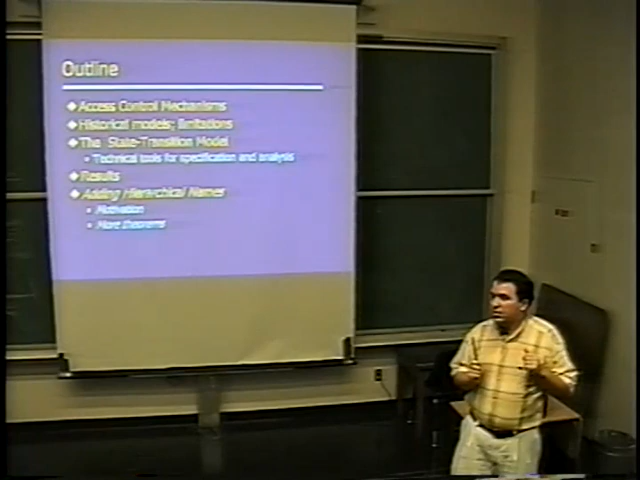 Outline
Access Control Mechanisms
Historical models; limitations
The State-Transition Model
Technical tools for specification and analysis
Results
Adding Hierarchical Names
Motivation
More theorems